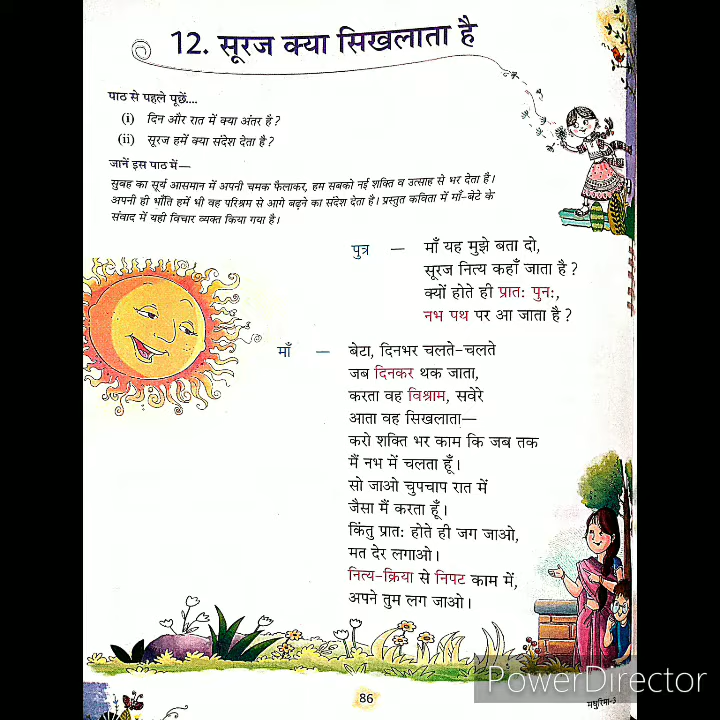 12. सूरज क्या सिखलाता है
पाठ से पहले पूछें....
(i) दिन और रात में क्या अंतर है ?
(ii) सूरज हमें क्या संदेश देता है ?
जानें इस पाठ में—
सुबह का सूर्य आसमान में अपनी चमक फैलाकर, हम सबको नई शक्ति व उत्साह से भर देता है।
अपनी ही भाँति हमें भी वह परिश्रम से आगे बढ़ने का संदेश देता है। प्रस्तुत कविता में माँ-बेटे के
संवाद में यही विचार व्यक्त किया गया है।
पुत्र — माँ यह मुझे बता दो,
सूरज नित्य कहाँ जाता है ?
क्यों होते ही प्रातः पुनः,
नभ पथ पर आ जाता है ?
माँ — बेटा, दिनभर चलते-चलते
जब दिनकर थक जाता,
करता वह विश्राम, सवेरे
आता वह सिखलाता—
करो शक्ति भर काम कि जब तक
मैं नभ में चलता हूँ।
सो जाओ चुपचाप रात में
जैसा मैं करता हूँ।
किंतु प्रातः होते ही जग जाओ,
मत देर लगाओ।
नित्य-क्रिया से निपट काम में,
अपने तुम लग जाओ।
PowerDirector
86
मधुरिमा-3